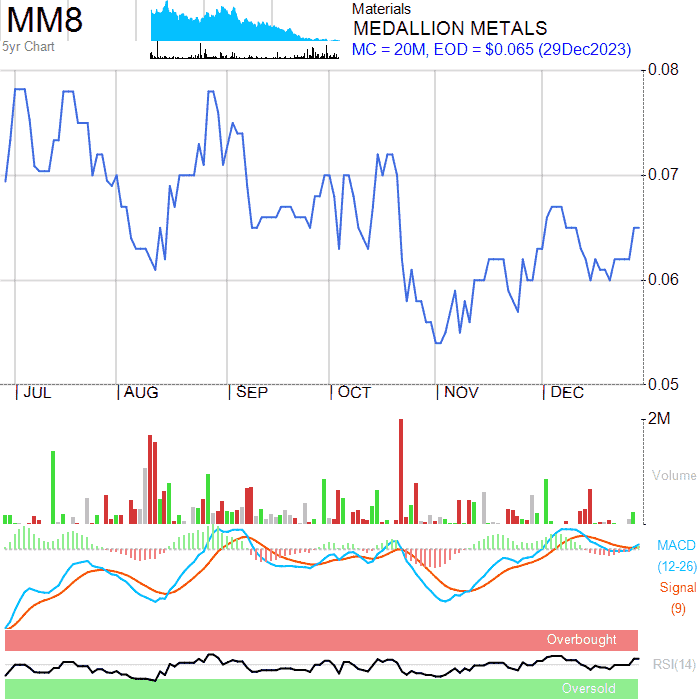 MM8
5yr Chart
Materials
MEDALLION METALS
MC = 20M, EOD = $0.065 (29Dec2023)
0.08
0.07
0.06
0.05
JUL AUG SEP OCT NOV DEC
2M
Volume
MACD
(12-26)
Signal
(9)
Overbought
RSI(14)
Oversold